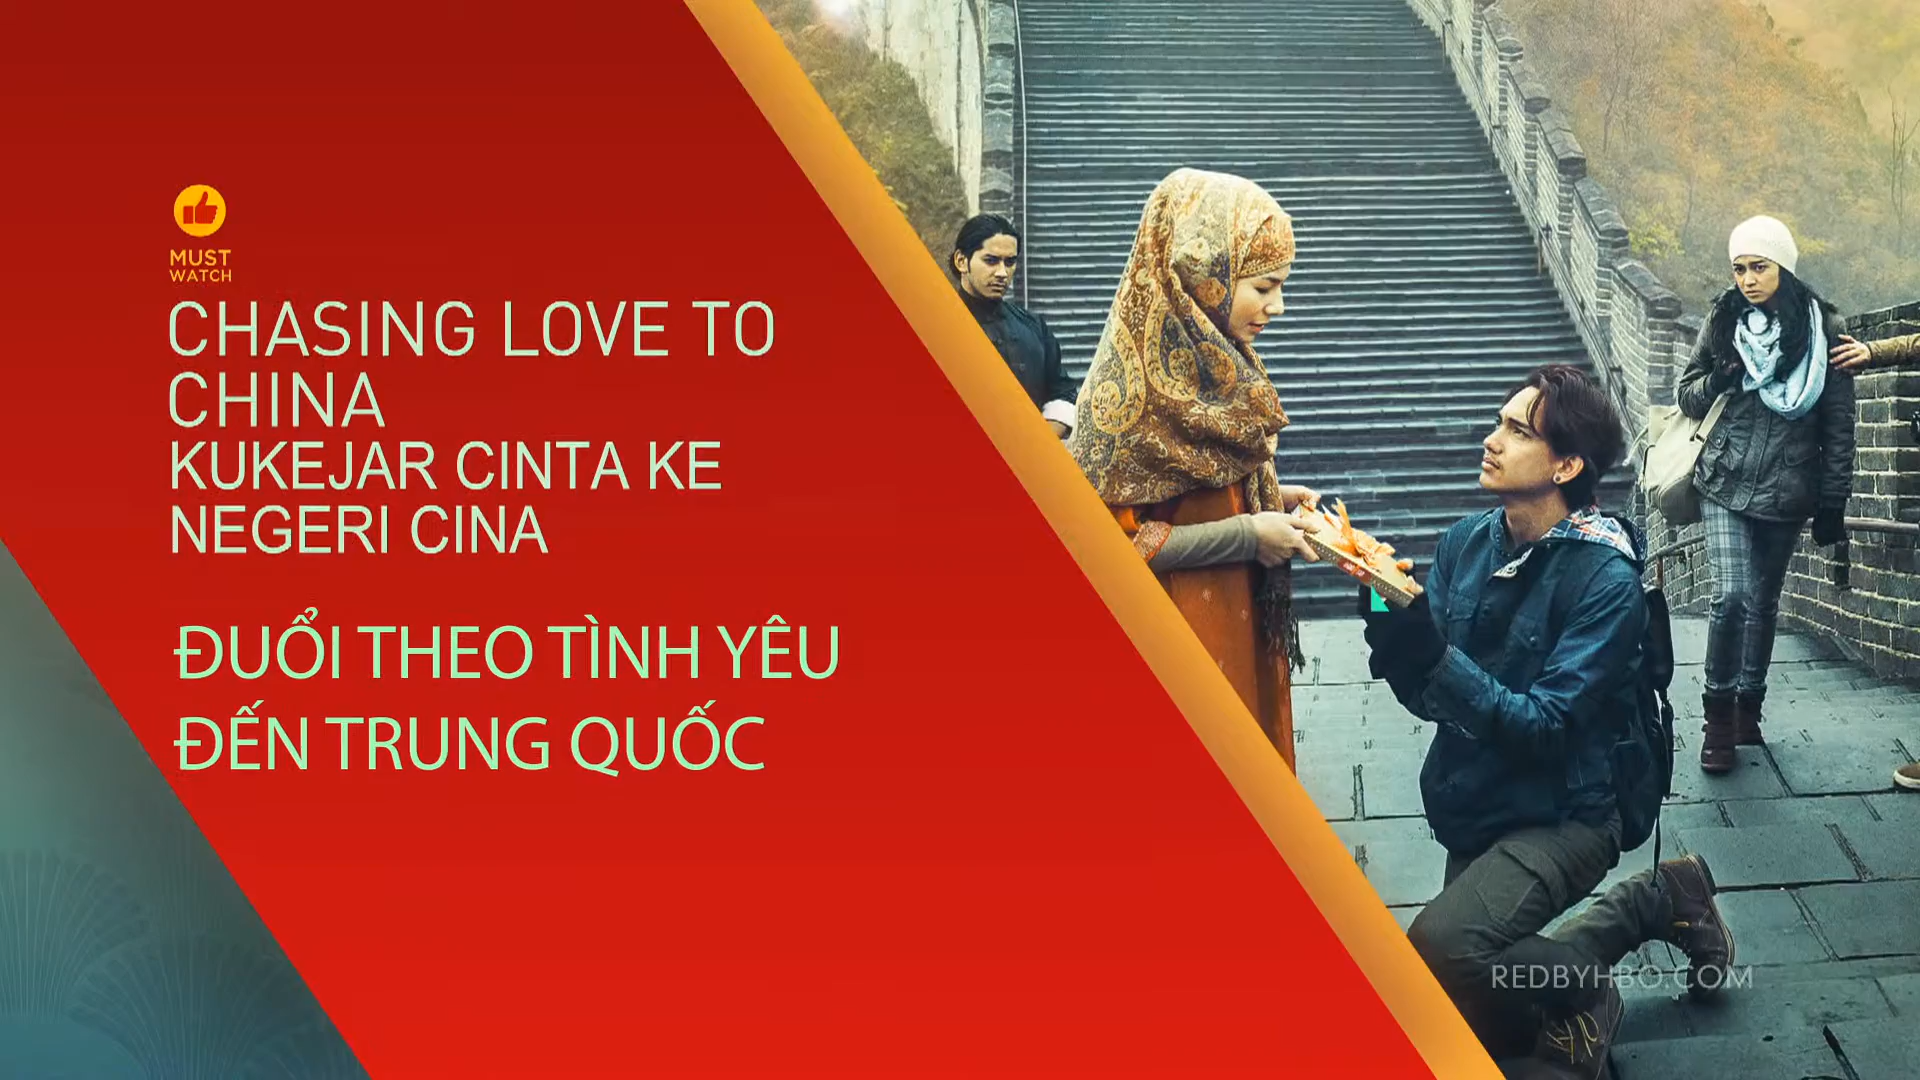 MUST
WATCH
CHASING LOVE TO
CHINA
KUKEJAR CINTA KE
NEGERI CINA
ĐUỔI THEO TÌNH YÊU
ĐẾN TRUNG QUỐC
REDBYHBO.COM